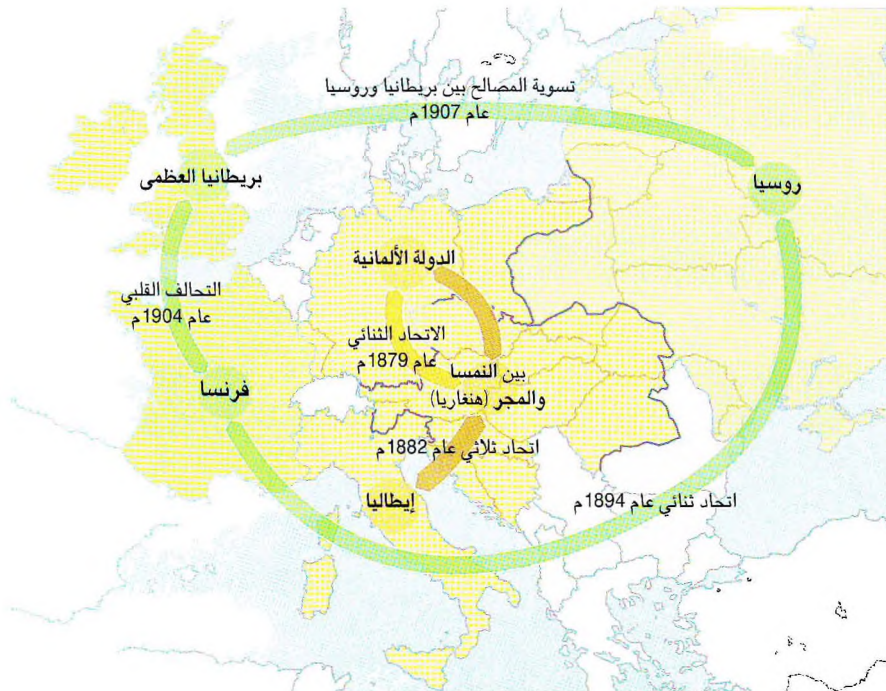 تسوية المصالح بين بريطانيا وروسيا
عام 1907م
بريطانيا العظمى
روسيا
الدولة الألمانية
التحالف القلبي
عام 1904م
الاتحاد الثنائي
عام 1879م
بين النمسا
والمجر (هنغاريا)
فرنسا
اتحاد ثلاثي عام 1882م
إيطاليا
اتحاد ثنائي عام 1894م